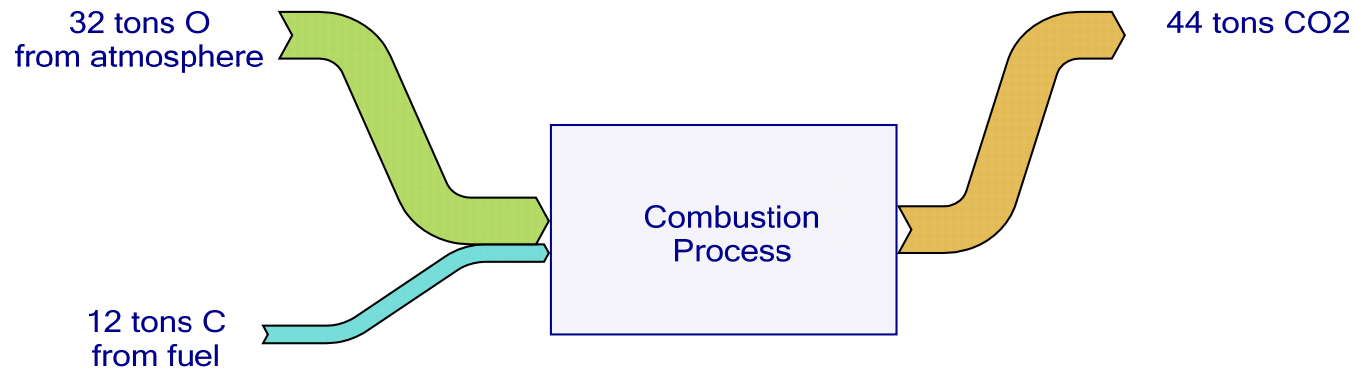 32 tons O
from atmosphere
44 tons CO2
Combustion
Process
12 tons C
from fuel